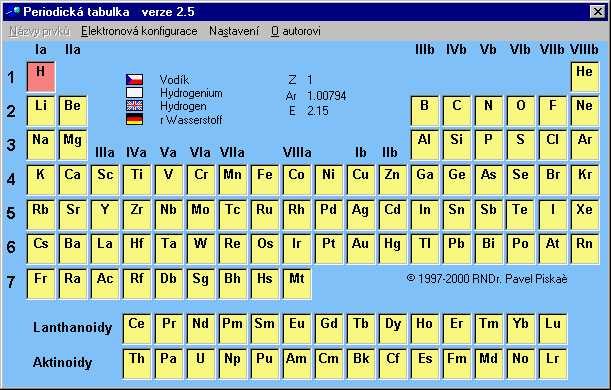 Periodická tabulka verze 2.5
Názvy prvků Elektronová konfigurace Nastavení O autorovi
Ia IIa IIIb IVb Vb VIb VIIb VIIIb
1 H He
Vodík Z 1
Hydrogenium Ar 1.00794
Hydrogen E 2.15
r Wasserstoff
2 Li Be B C N O F Ne
3 Na Mg Al Si P S Cl Ar
IIIa IVa Va VIa VIIa VIIIa Ib IIb
4 K Ca Sc Ti V Cr Mn Fe Co Ni Cu Zn Ga Ge As Se Br Kr
5 Rb Sr Y Zr Nb Mo Tc Ru Rh Pd Ag Cd In Sn Sb Te I Xe
6 Cs Ba La Hf Ta W Re Os Ir Pt Au Hg Tl Pb Bi Po At Rn
7 Fr Ra Ac Rf Db Sg Bh Hs Mt © 1997-2000 RNDr. Pavel Piskaè
Lanthanoidy Ce Pr Nd Pm Sm Eu Gd Tb Dy Ho Er Tm Yb Lu
Aktinoidy Th Pa U Np Pu Am Cm Bk Cf Es Fm Md No Lr